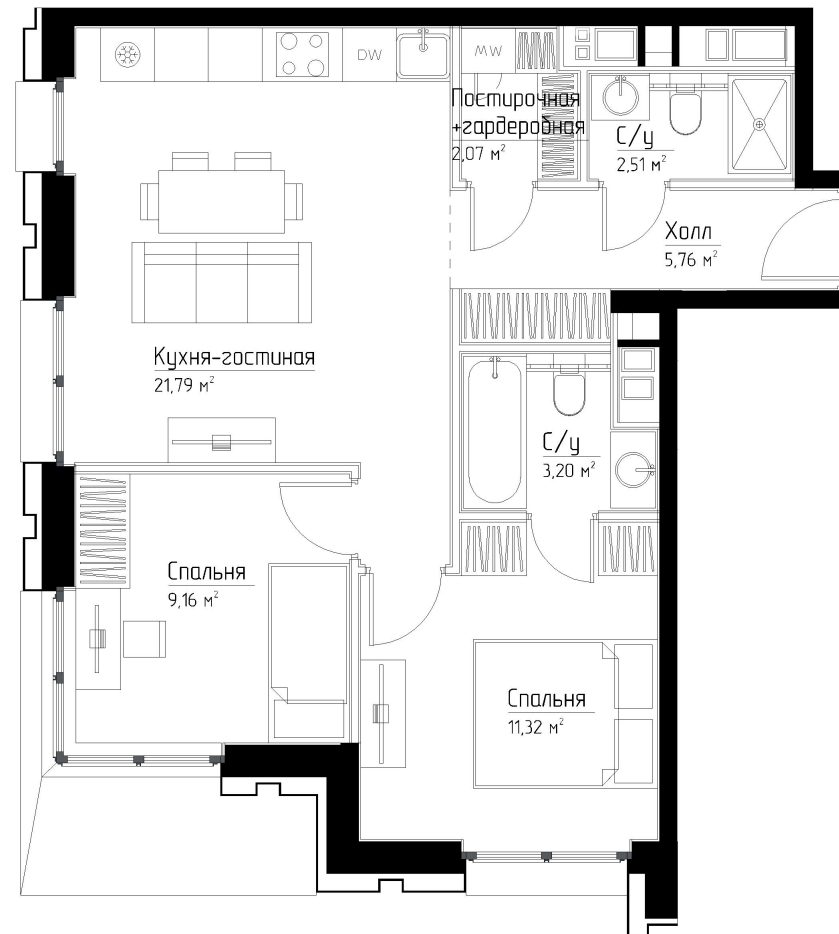 DW
MW
Постирочная
+гардеробная
2,07 м²
С/у
2,51 м²
Холл
5,76 м²
Кухня-гостиная
21,79 м²
С/у
3,20 м²
Спальня
9,16 м²
Спальня
11,32 м²